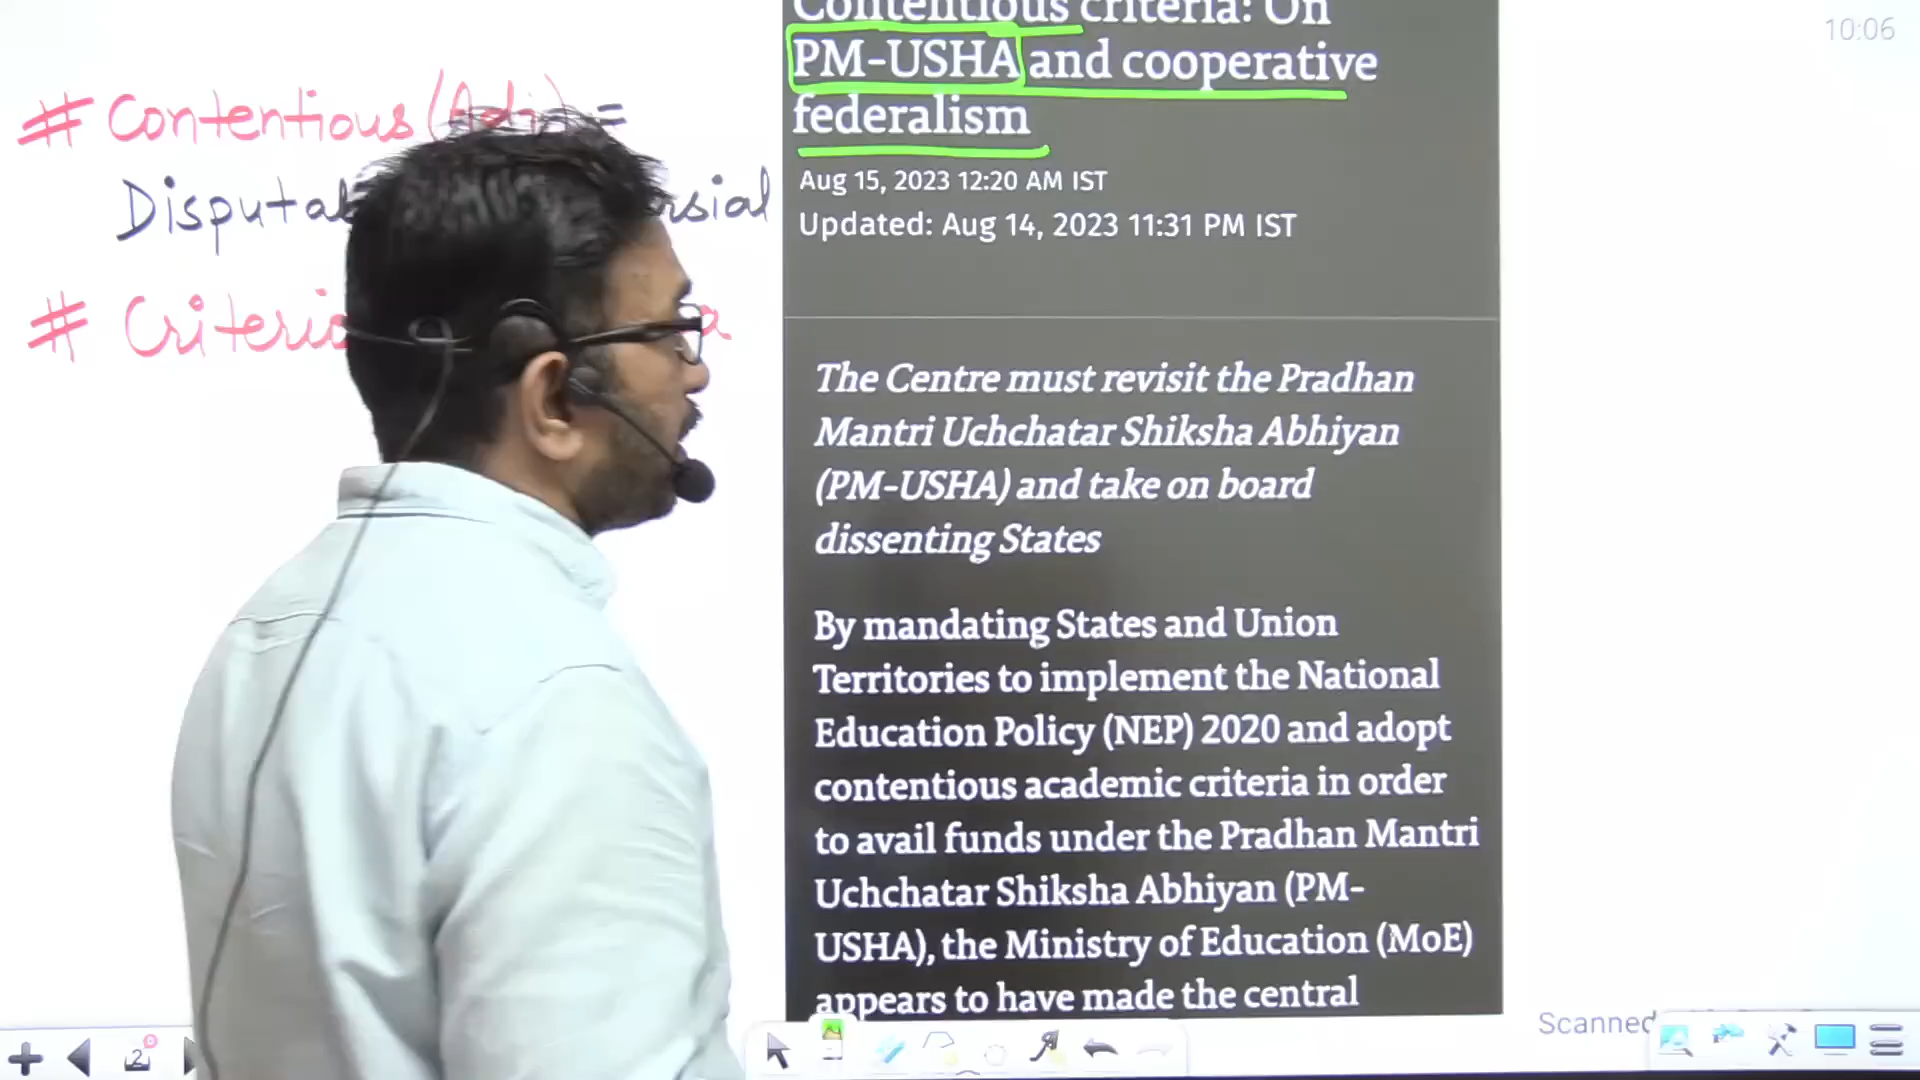 Contentious criteria: On
PM-USHA and cooperative
federalism
10:06
# Contentious (Adj) =
# Criterio
Aug 15, 2023 12:20 AM IST
Updated: Aug 14, 2023 11:31 PM IST
The Centre must revisit the Pradhan
Mantri Uchchatar Shiksha Abhiyan
(PM-USHA) and take on board
dissenting States
By mandating States and Union
Territories to implement the National
Education Policy (NEP) 2020 and adopt
contentious academic criteria in order
to avail funds under the Pradhan Mantri
Uchchatar Shiksha Abhiyan (PM-
USHA), the Ministry of Education (MoE)
appears to have made the central
Scanned
2